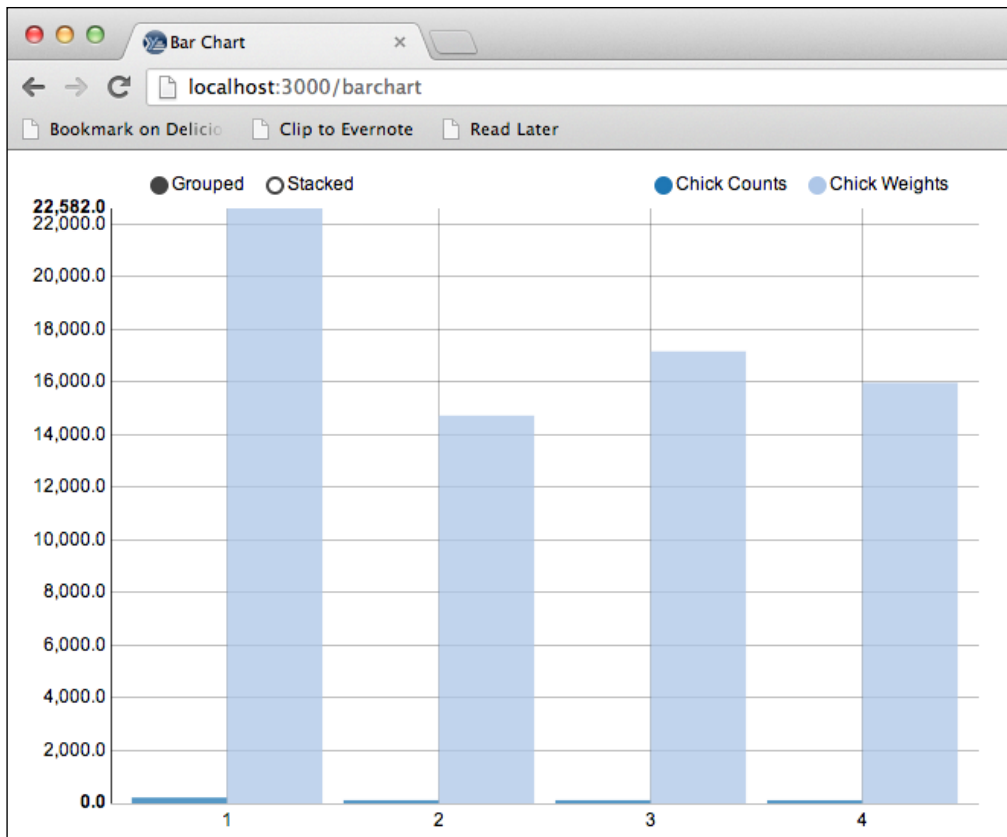 Bar Chart
localhost:3000/barchart
Bookmark on Delicio
Clip to Evernote
Read Later
Grouped
Stacked
Chick Counts
Chick Weights
22,582.0
22,000.0
20,000.0
18,000.0
16,000.0
14,000.0
12,000.0
10,000.0
8,000.0
6,000.0
4,000.0
2,000.0
0.0
1 2 3 4